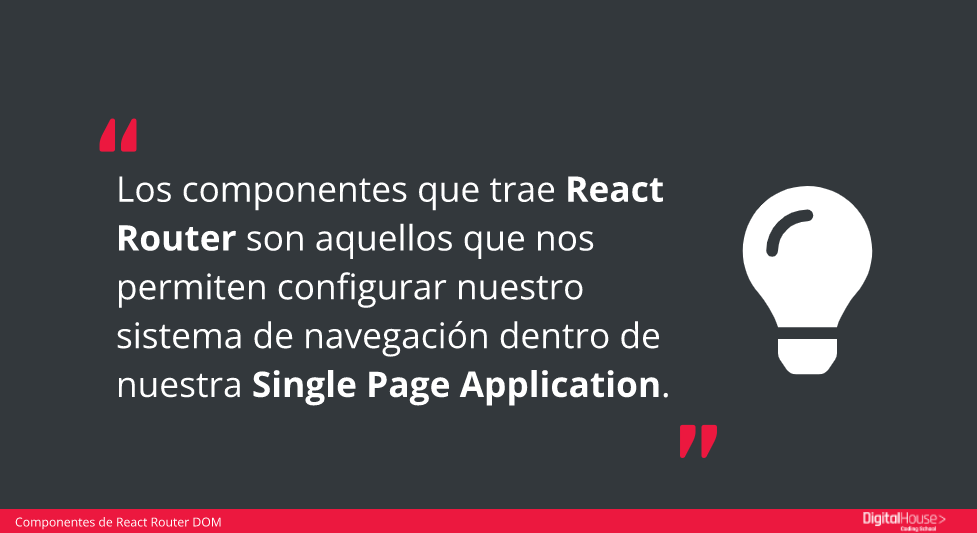 “
Los componentes que trae React
Router son aquellos que nos
permiten configurar nuestro
sistema de navegación dentro de
nuestra Single Page Application.
”
Componentes de React Router DOM
DigitalHouse>
Coding School